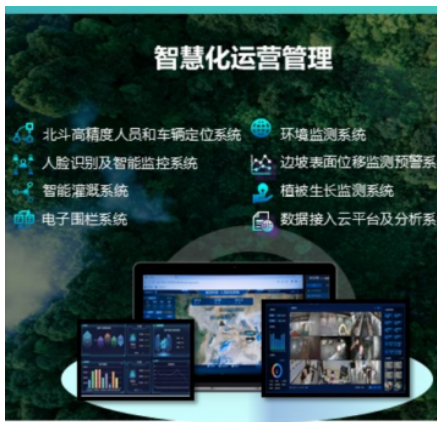 智慧化运营管理
北斗高精度人员和车辆定位系统
环境监测系统
人脸识别及智能监控系统
边坡表面位移监测预警系
智能灌溉系统
植被生长监测系统
电子围栏系统
数据接入云平台及分析系